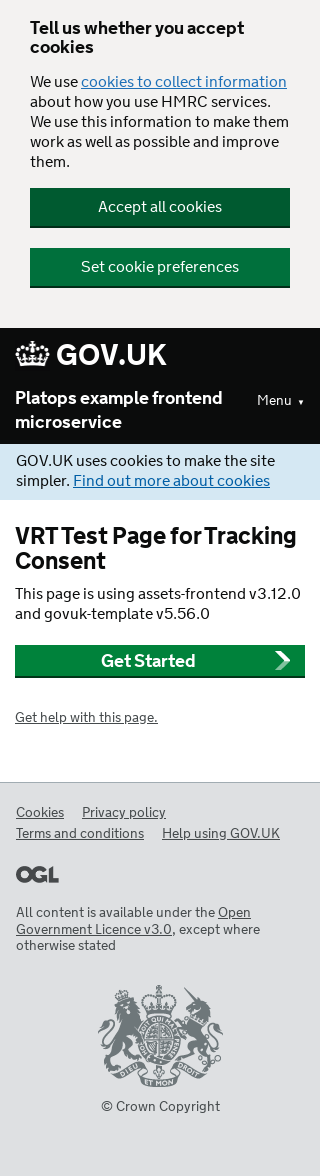 Tell us whether you accept
cookies
We use cookies to collect information
about how you use HMRC services.
We use this information to make them
work as well as possible and improve
them.
Accept all cookies
Set cookie preferences
GOV.UK
Platops example frontend
microservice
Menu ▼
GOV.UK uses cookies to make the site
simpler. Find out more about cookies
VRT Test Page for Tracking
Consent
This page is using assets-frontend v3.12.0
and govuk-template v5.56.0
Get Started
Get help with this page.
Cookies Privacy policy
Terms and conditions Help using GOV.UK
OGL
All content is available under the Open
Government Licence v3.0, except where
otherwise stated
DIEU ET MON DROIT
© Crown Copyright